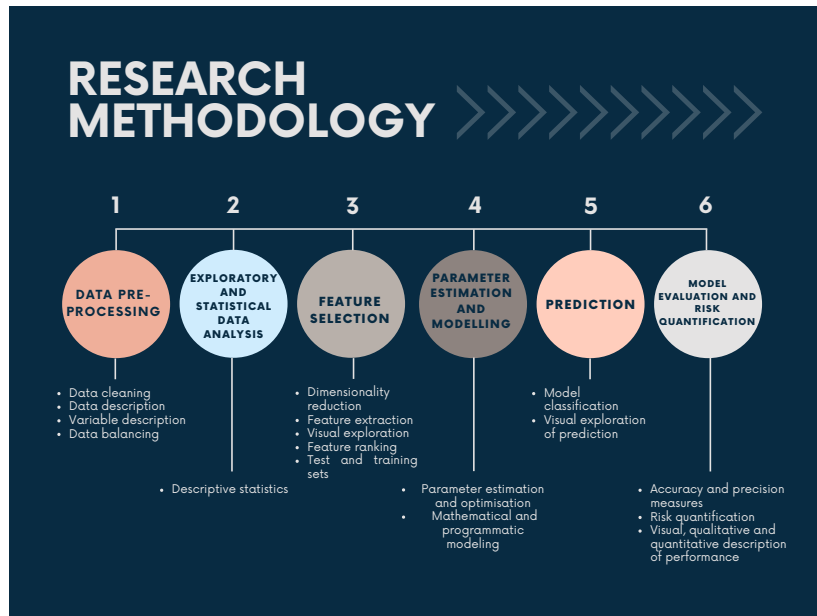 RESEARCH
METHODOLOGY
1
2
3
4
5
6
DATA PRE-
PROCESSING
EXPLORATORY
AND
STATISTICAL
DATA
ANALYSIS
FEATURE
SELECTION
PARAMETER
ESTIMATION
AND
MODELLING
PREDICTION
MODEL
EVALUATION AND
RISK
QUANTIFICATION
• Data cleaning
• Data description
• Variable description
• Data balancing
• Descriptive statistics
• Dimensionality
reduction
• Feature extraction
• Visual exploration
• Feature ranking
• Test and training
sets
• Parameter estimation
and optimisation
• Mathematical and
programmatic
modeling
• Model
classification
• Visual exploration
of prediction
• Accuracy and precision
measures
• Risk quantification
• Visual, qualitative and
quantitative description
of performance